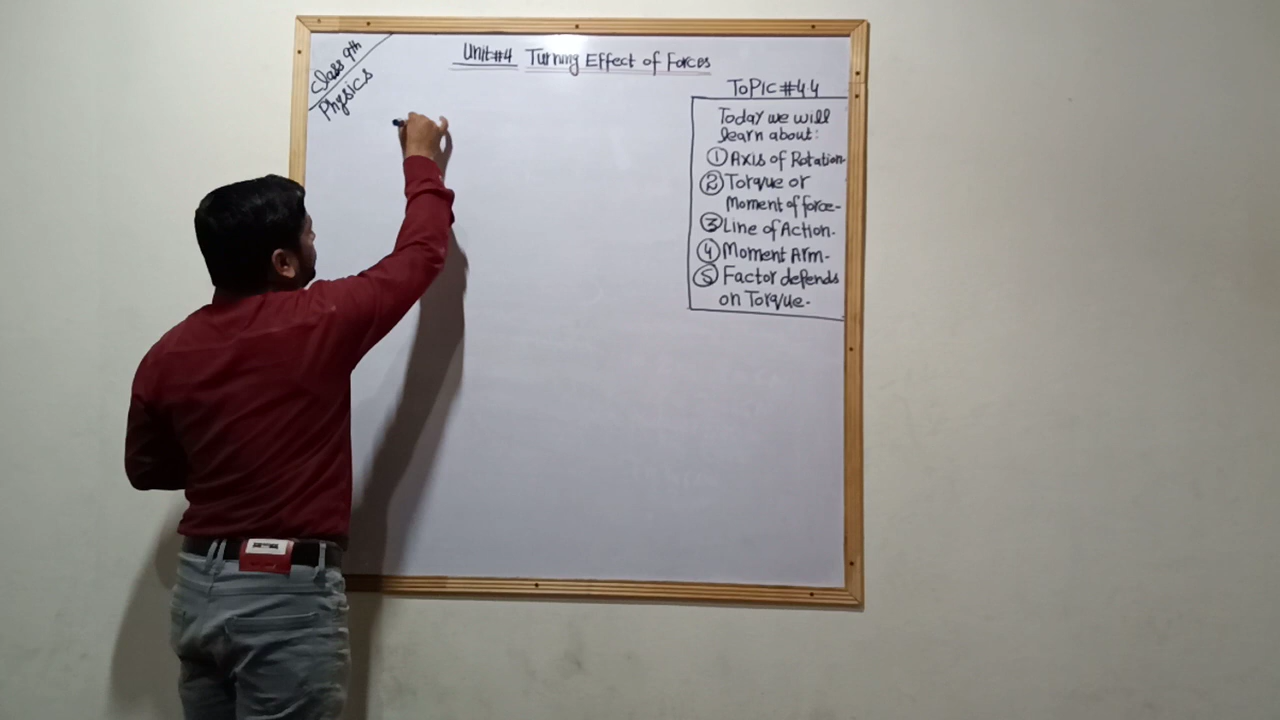 Class 9th
Physics
Unit#4 Turning Effect of Forces
ToPIC #4.4
Today we will
learn about:
① Axis of Rotation-
② Torque or
Moment of force-
③ Line of Action-
④ Moment Arm-
⑤ Factor depends
on Torque-